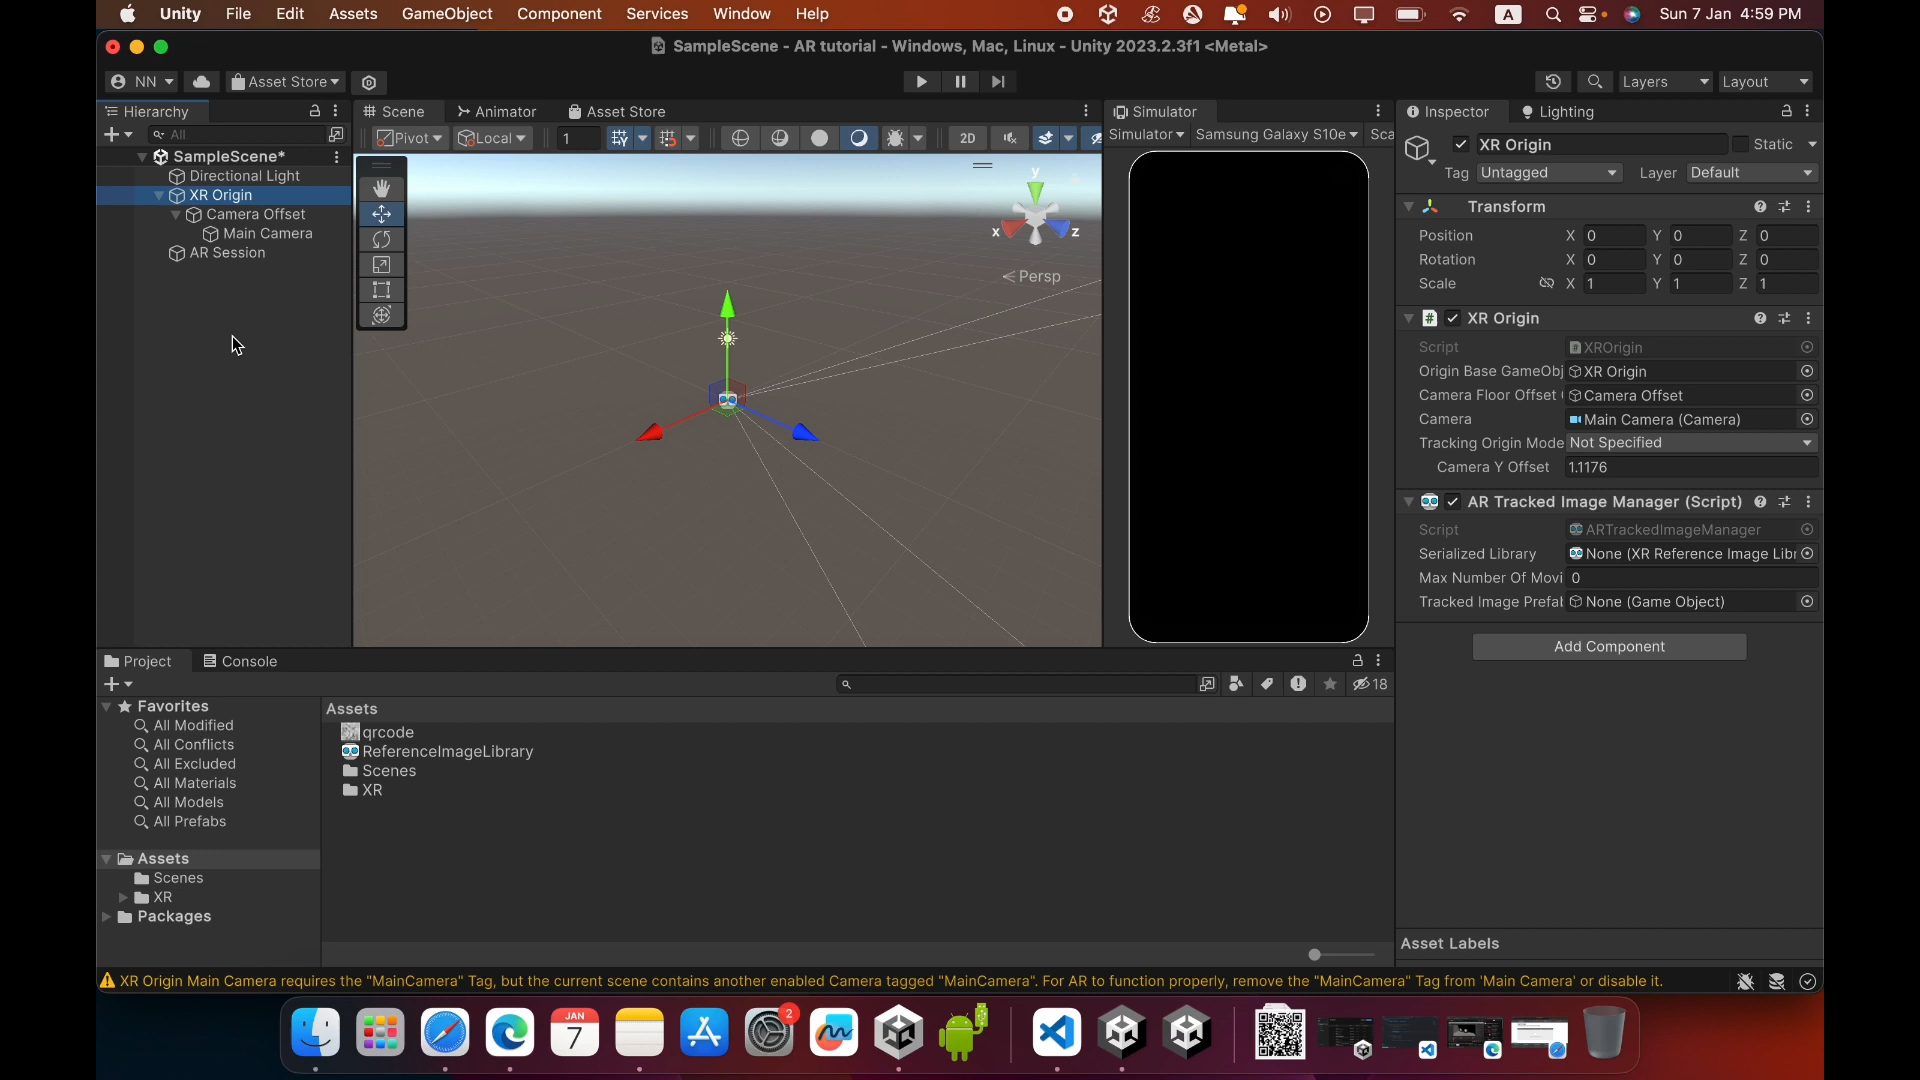 Unity File Edit Assets GameObject Component Services Window Help A Sun 7 Jan 4:59 PM
SampleScene - AR tutorial - Windows, Mac, Linux - Unity 2023.2.3f1 <Metal>
NN Asset Store Layers Layout
Hierarchy
All
SampleScene*
Directional Light
XR Origin
Camera Offset
Main Camera
AR Session
Scene Animator Asset Store
Pivot Local 1 2D
y
x z
Persp
Simulator
Simulator Samsung Galaxy S10e Sca
Inspector Lighting
XR Origin Static
Tag Untagged Layer Default
Transform
Position X 0 Y 0 Z 0
Rotation X 0 Y 0 Z 0
Scale X 1 Y 1 Z 1
# XR Origin
Script # XROrigin
Origin Base GameObj XR Origin
Camera Floor Offset ( Camera Offset
Camera Main Camera (Camera)
Tracking Origin Mode Not Specified
Camera Y Offset 1.1176
AR Tracked Image Manager (Script)
Script ARTrackedImageManager
Serialized Library None (XR Reference Image Libr
Max Number Of Movi 0
Tracked Image Prefal None (Game Object)
Add Component
Asset Labels
Project Console
18
Favorites
All Modified
All Conflicts
All Excluded
All Materials
All Models
All Prefabs
Assets
Scenes
XR
Packages
Assets
qrcode
ReferenceImageLibrary
Scenes
XR
XR Origin Main Camera requires the "MainCamera" Tag, but the current scene contains another enabled Camera tagged "MainCamera". For AR to function properly, remove the "MainCamera" Tag from 'Main Camera' or disable it.
JAN
7
2